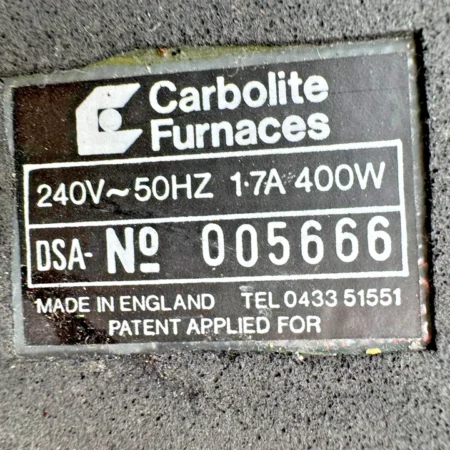 Carbolite
Furnaces
240V~50HZ 1·7A 400W
DSA- Nº 005666
MADE IN ENGLAND TEL 0433 51551
PATENT APPLIED FOR